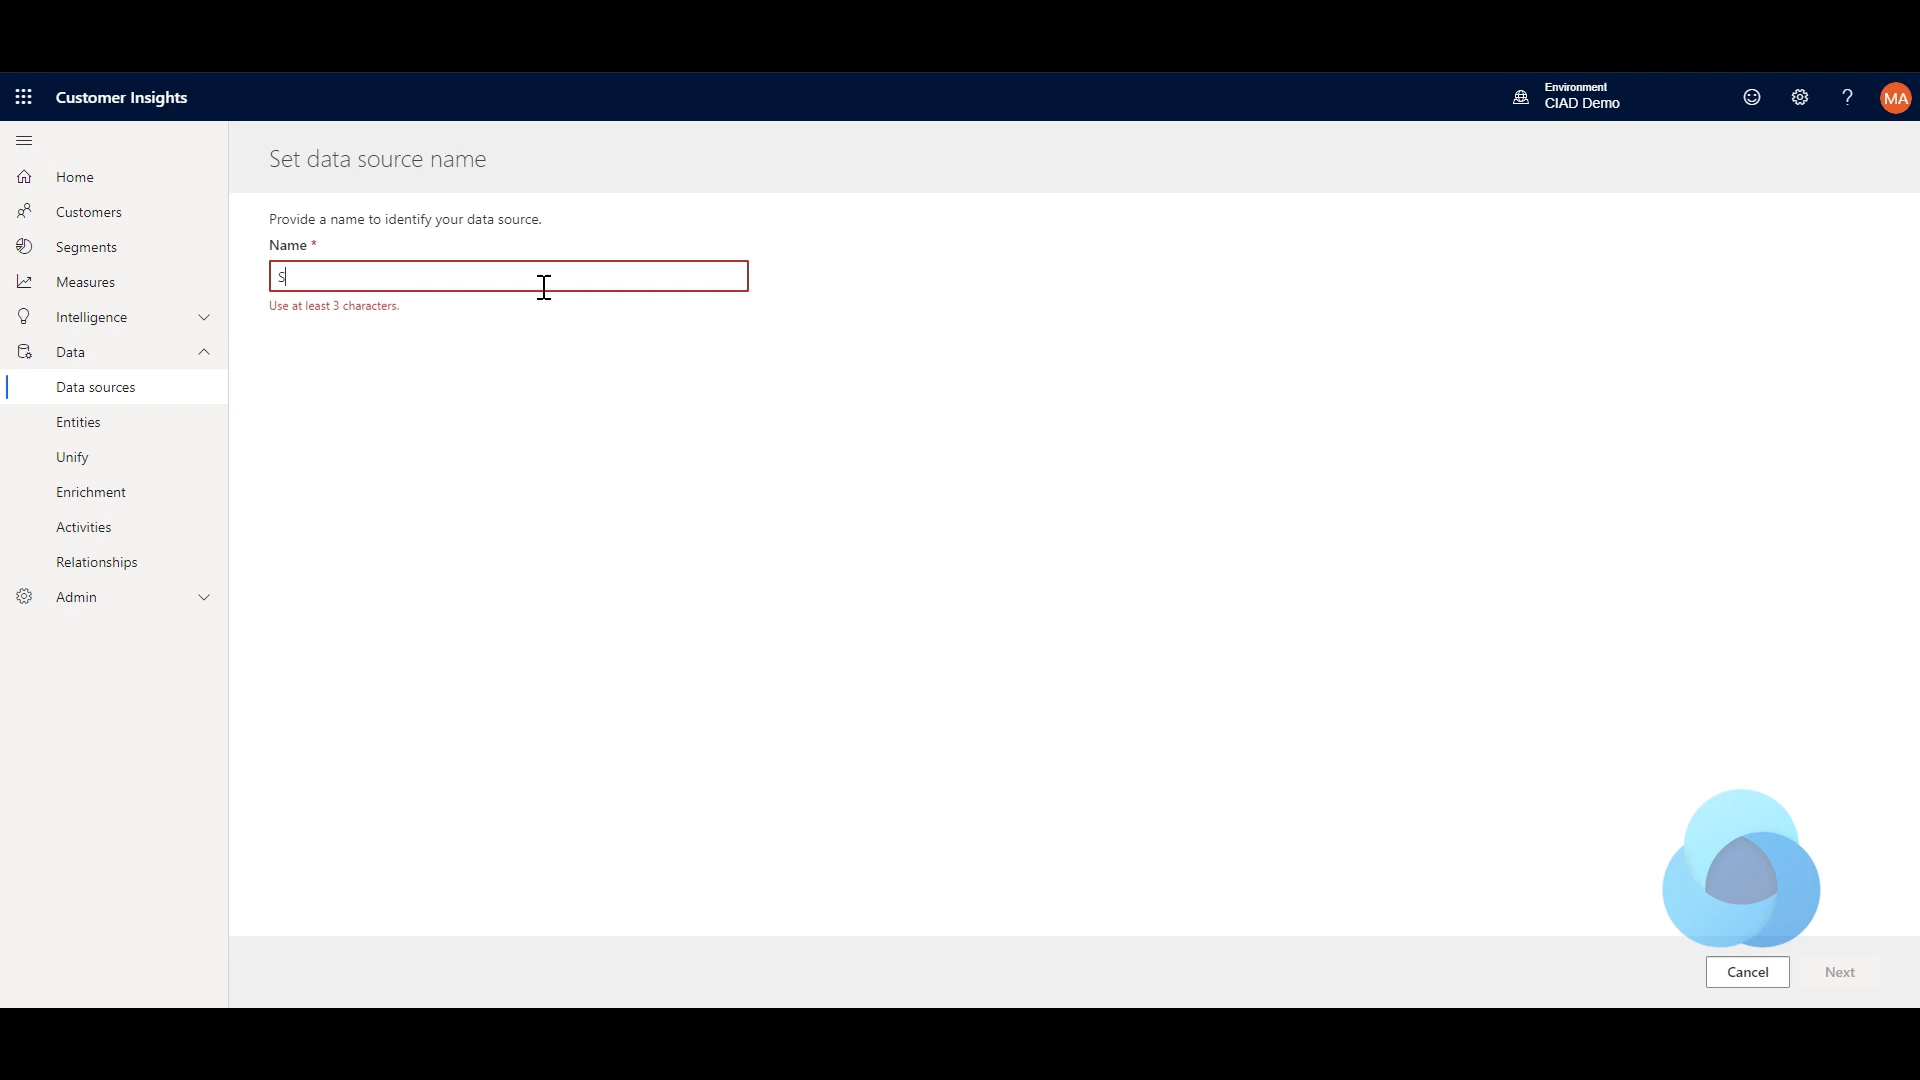 Customer Insights
Environment
CIAD Demo
?
MA
Home
Customers
Segments
Measures
Intelligence
Data
Data sources
Entities
Unify
Enrichment
Activities
Relationships
Admin
Set data source name
Provide a name to identify your data source.
Name *
S
Use at least 3 characters.
Cancel
Next